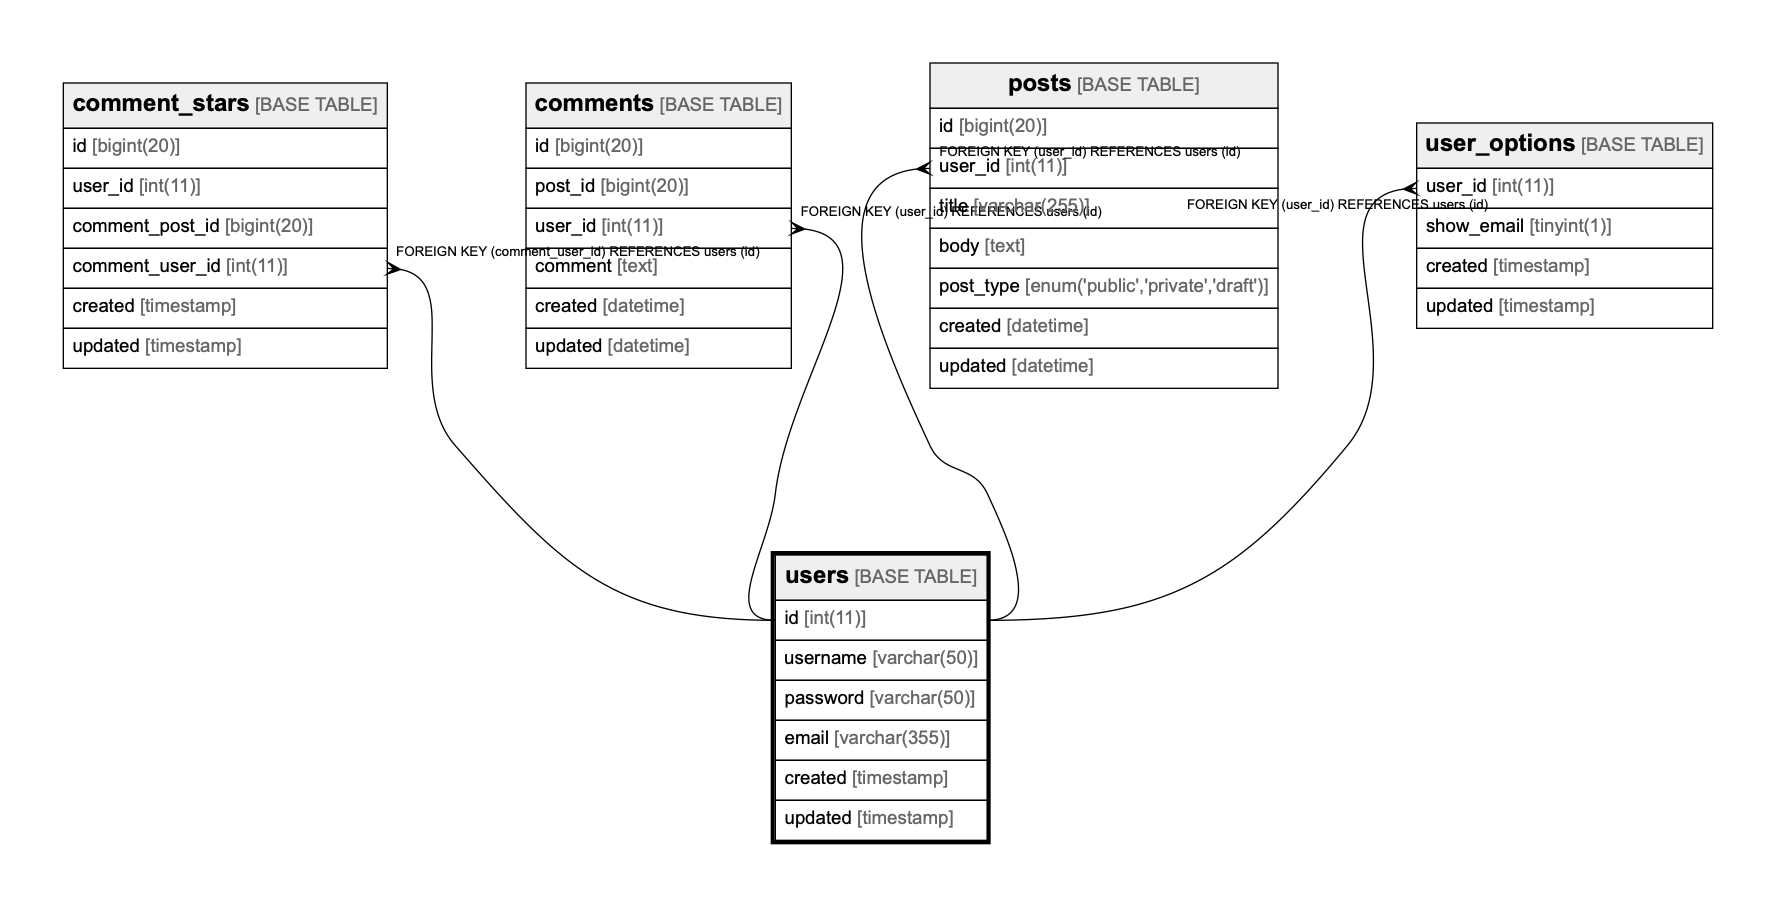 comment_stars [BASE TABLE]
id [bigint(20)]
user_id [int(11)]
comment_post_id [bigint(20)]
comment_user_id [int(11)]
created [timestamp]
updated [timestamp]
FOREIGN KEY (comment_user_id) REFERENCES users (id)
comments [BASE TABLE]
id [bigint(20)]
post_id [bigint(20)]
user_id [int(11)]
comment [text]
created [datetime]
updated [datetime]
FOREIGN KEY (user_id) REFERENCES users (id)
posts [BASE TABLE]
id [bigint(20)]
FOREIGN KEY (user_id) REFERENCES users (id)
user_id [int(11)]
title [varchar(255)]
body [text]
post_type [enum('public','private','draft')]
created [datetime]
updated [datetime]
user_options [BASE TABLE]
user_id [int(11)]
FOREIGN KEY (user_id) REFERENCES users (id)
show_email [tinyint(1)]
created [timestamp]
updated [timestamp]
users [BASE TABLE]
id [int(11)]
username [varchar(50)]
password [varchar(50)]
email [varchar(355)]
created [timestamp]
updated [timestamp]